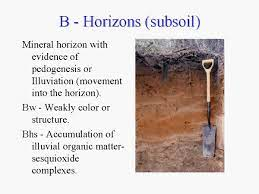 B - Horizons (subsoil)
Mineral horizon with
evidence of
pedogenesis or
Illuviation (movement
into the horizon).
Bw - Weakly color or
structure.
Bhs - Accumulation of
illuvial organic matter-
sesquioxide
complexes.